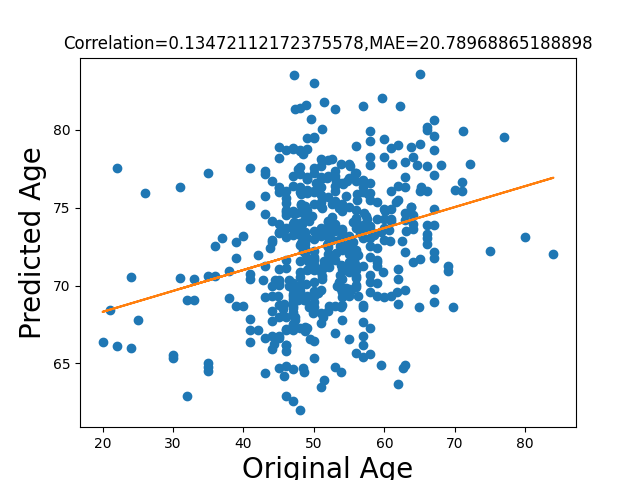 Correlation=0.13472112172375578,MAE=20.78968865188898
80
75
70
65
Predicted Age
20 30 40 50 60 70 80
Original Age